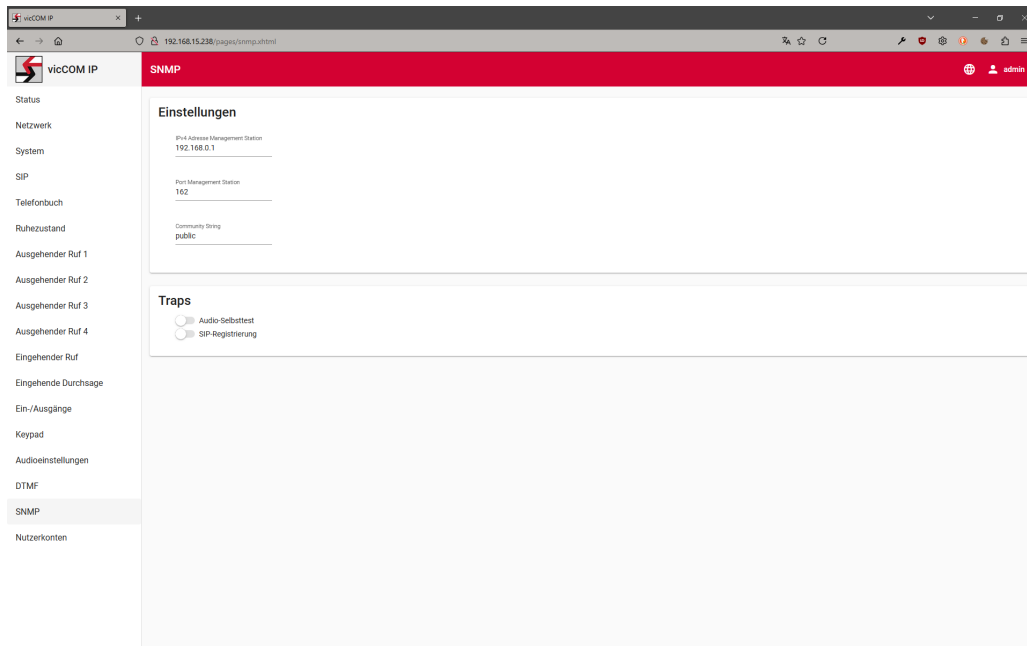 vicCOM IP
192.168.15.238/pages/snmp.xhtml
vicCOM IP
SNMP
admin
Status
Netzwerk
System
SIP
Telefonbuch
Ruhezustand
Ausgehender Ruf 1
Ausgehender Ruf 2
Ausgehender Ruf 3
Ausgehender Ruf 4
Eingehender Ruf
Eingehende Durchsage
Ein-/Ausgänge
Keypad
Audioeinstellungen
DTMF
SNMP
Nutzerkonten
Einstellungen
IPv4 Adresse Management Station
192.168.0.1
Port Management Station
162
Community String
public
Traps
Audio-Selbsttest
SIP-Registrierung